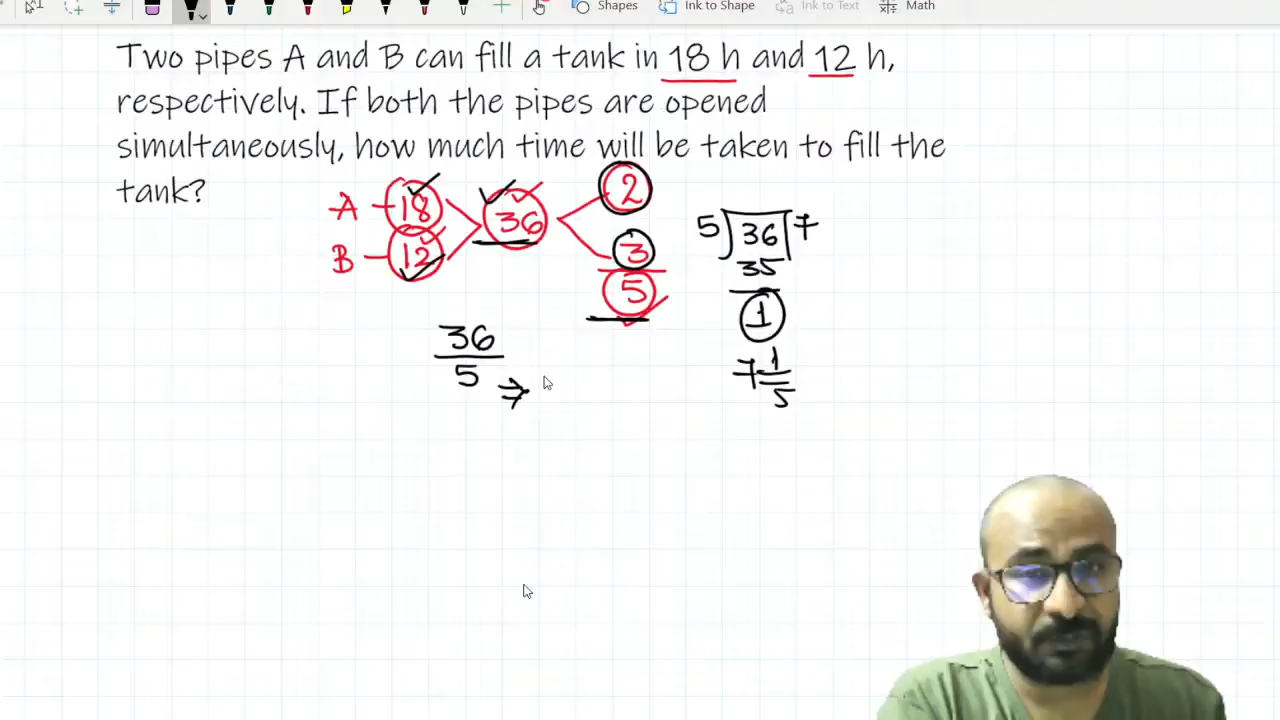 Shapes Ink to Shape Ink to Text Math
Two pipes A and B can fill a tank in 18 h and 12 h,
respectively. If both the pipes are opened
simultaneously, how much time will be taken to fill the
tank?
A - 18
B - 12
36
2
3
5
5 36 7
35
1
7 1/5
36
5
⇒